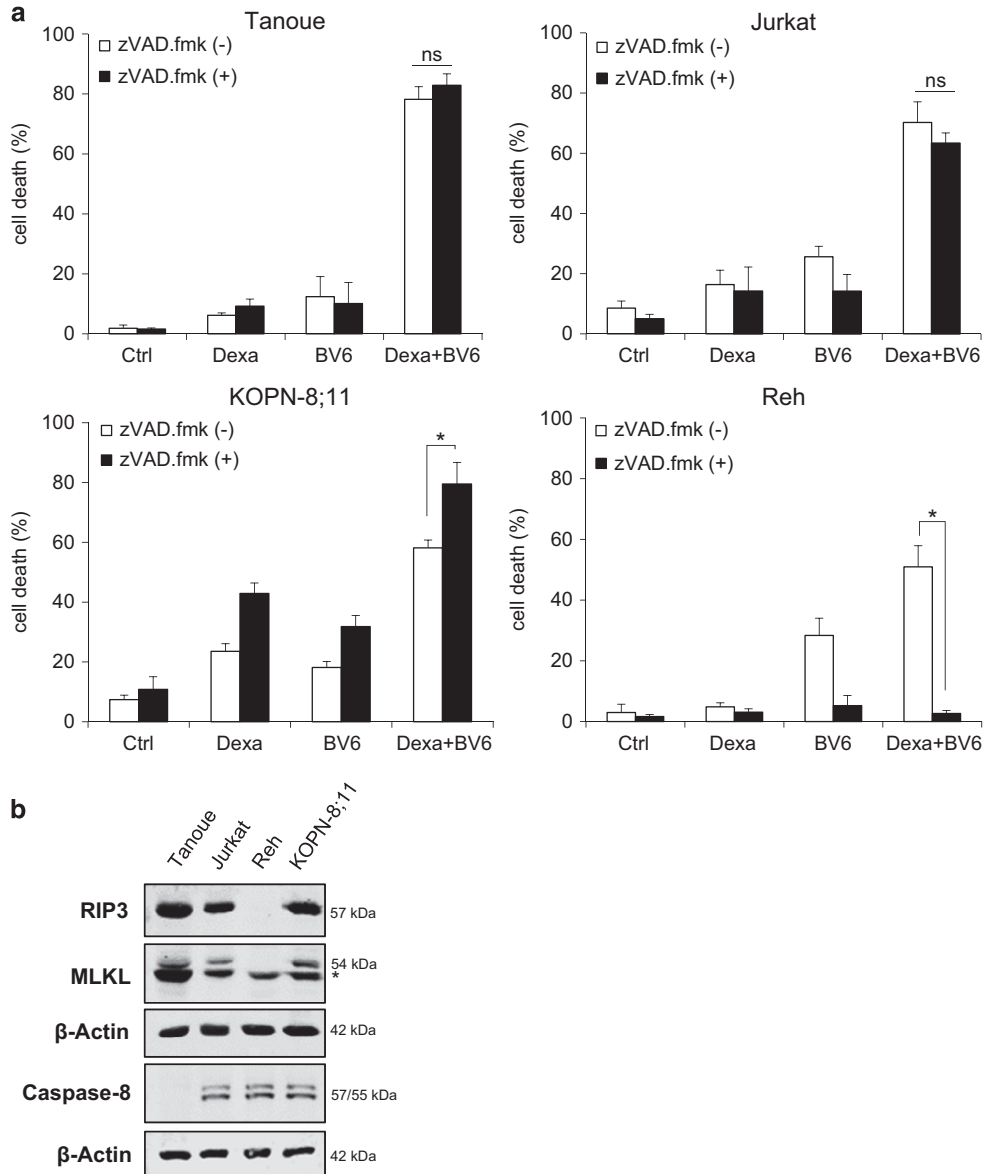 a
Tanoue
zVAD.fmk (-)
zVAD.fmk (+)
ns
cell death (%)
100
80
60
40
20
0
Ctrl Dexa BV6 Dexa+BV6
Jurkat
zVAD.fmk (-)
zVAD.fmk (+)
ns
cell death (%)
100
80
60
40
20
0
Ctrl Dexa BV6 Dexa+BV6
KOPN-8;11
zVAD.fmk (-)
zVAD.fmk (+)
*
cell death (%)
100
80
60
40
20
0
Ctrl Dexa BV6 Dexa+BV6
Reh
zVAD.fmk (-)
zVAD.fmk (+)
*
cell death (%)
100
80
60
40
20
0
Ctrl Dexa BV6 Dexa+BV6
b
Tanoue Jurkat Reh KOPN-8;11
RIP3 57 kDa
MLKL 54 kDa
*
β-Actin 42 kDa
Caspase-8 57/55 kDa
β-Actin 42 kDa